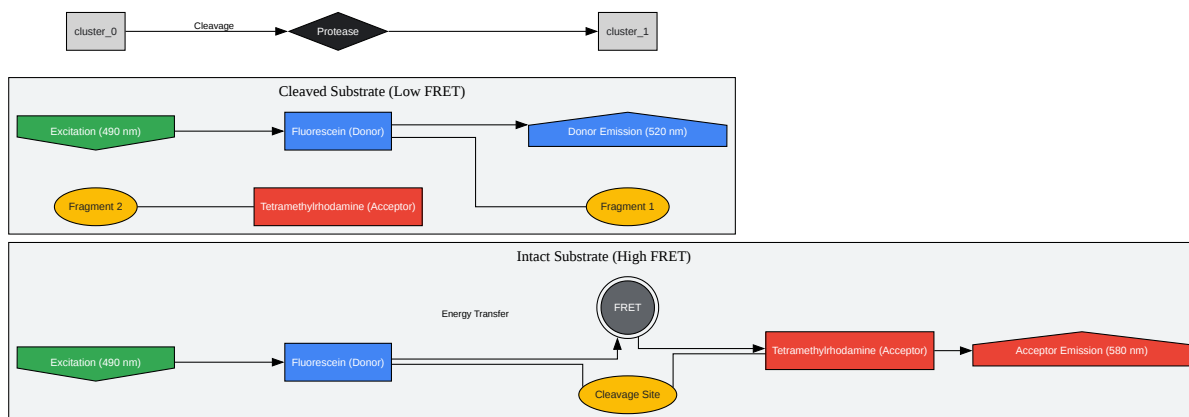 cluster_0
Cleavage
Protease
cluster_1
Cleaved Substrate (Low FRET)
Excitation (490 nm)
Fluorescein (Donor)
Donor Emission (520 nm)
Fragment 2
Tetramethylrhodamine (Acceptor)
Fragment 1
Intact Substrate (High FRET)
FRET
Energy Transfer
Excitation (490 nm)
Fluorescein (Donor)
Tetramethylrhodamine (Acceptor)
Acceptor Emission (580 nm)
Cleavage Site